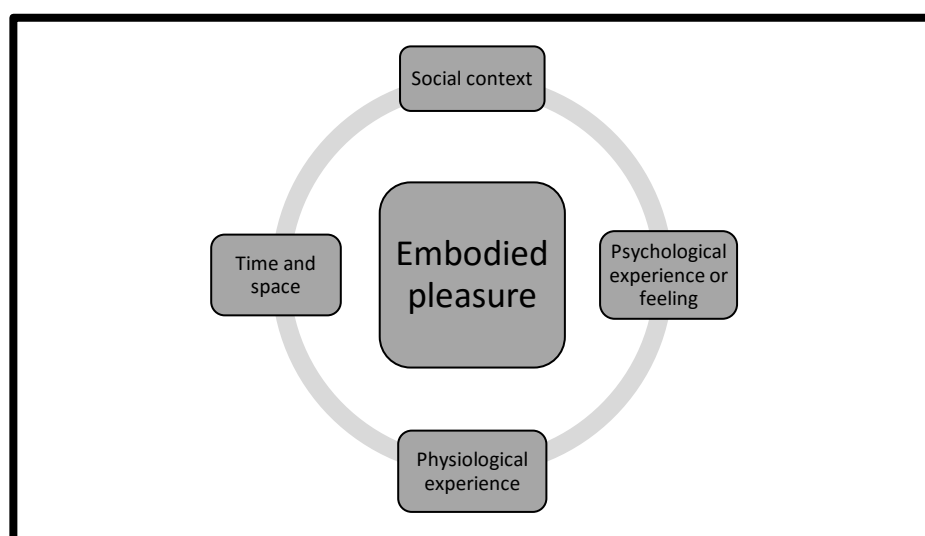 Social context
Time and
space
Embodied
pleasure
Psychological
experience or
feeling
Physiological
experience